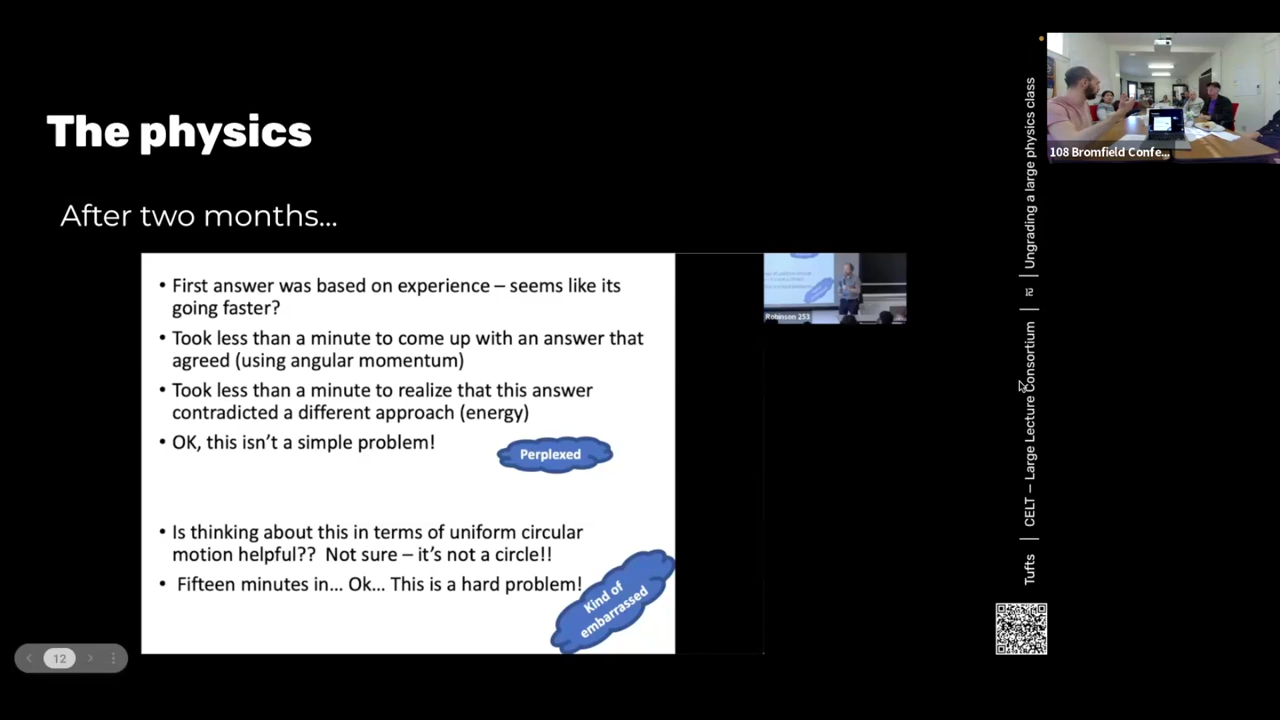 The physics
After two months...
• First answer was based on experience – seems like its
going faster?
• Took less than a minute to come up with an answer that
agreed (using angular momentum)
• Took less than a minute to realize that this answer
contradicted a different approach (energy)
• OK, this isn't a simple problem!
Perplexed
• Is thinking about this in terms of uniform circular
motion helpful?? Not sure – it's not a circle!!
• Fifteen minutes in... Ok... This is a hard problem!
Kind of
embarrassed
Robinson 253
Tufts | CELT – Large Lecture Consortium | 12 | Ungrading a large physics class
108 Bromfield Confe...
12